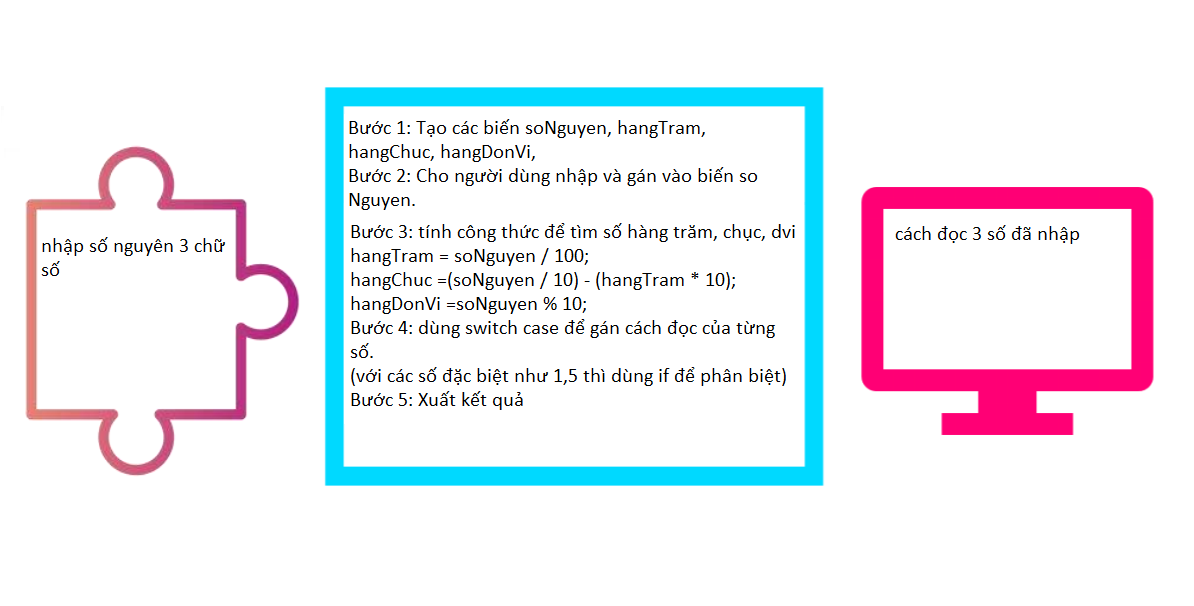 nhập số nguyên 3 chữ
số
Bước 1: Tạo các biến soNguyen, hangTram,
hangChuc, hangDonVi,
Bước 2: Cho người dùng nhập và gán vào biến so
Nguyen.
Bước 3: tính công thức để tìm số hàng trăm, chục, dvi
hangTram = soNguyen / 100;
hangChuc =(soNguyen / 10) - (hangTram * 10);
hangDonVi =soNguyen % 10;
Bước 4: dùng switch case để gán cách đọc của từng
số.
(với các số đặc biệt như 1,5 thì dùng if để phân biệt)
Bước 5: Xuất kết quả
cách đọc 3 số đã nhập